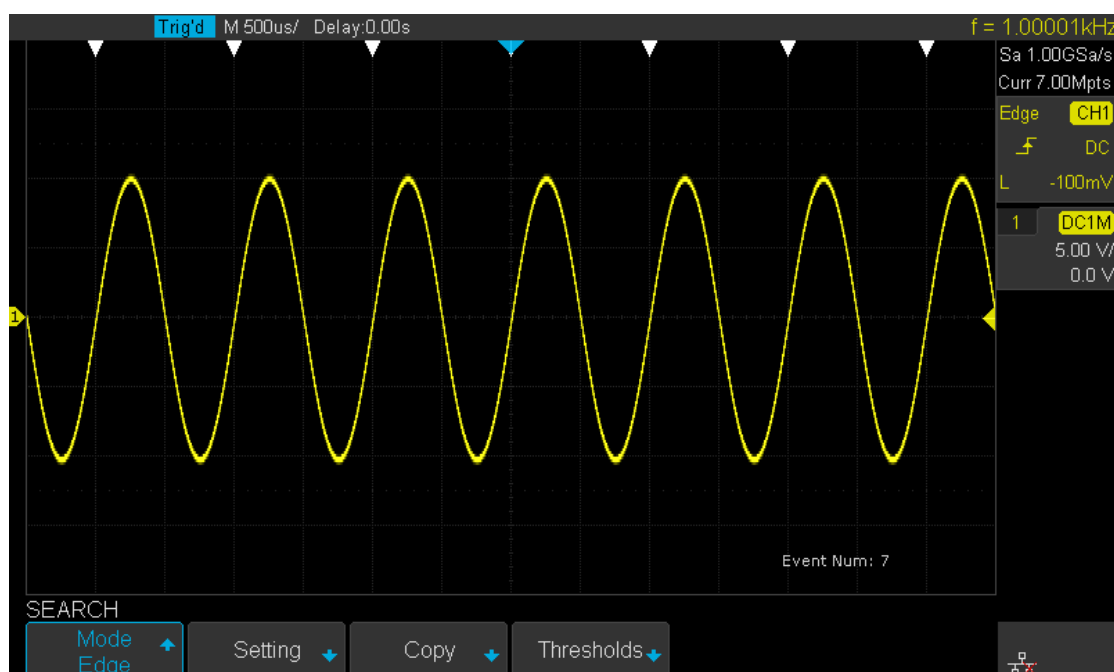 Trig'd M 500us/ Delay:0.00s f = 1.00001kHz
Sa 1.00GSa/s
Curr 7.00Mpts
Edge CH1
DC
L -100mV
1 DC1M
5.00 V/
0.0 V
1
Event Num: 7
SEARCH
Mode
Edge
Setting
Copy
Thresholds